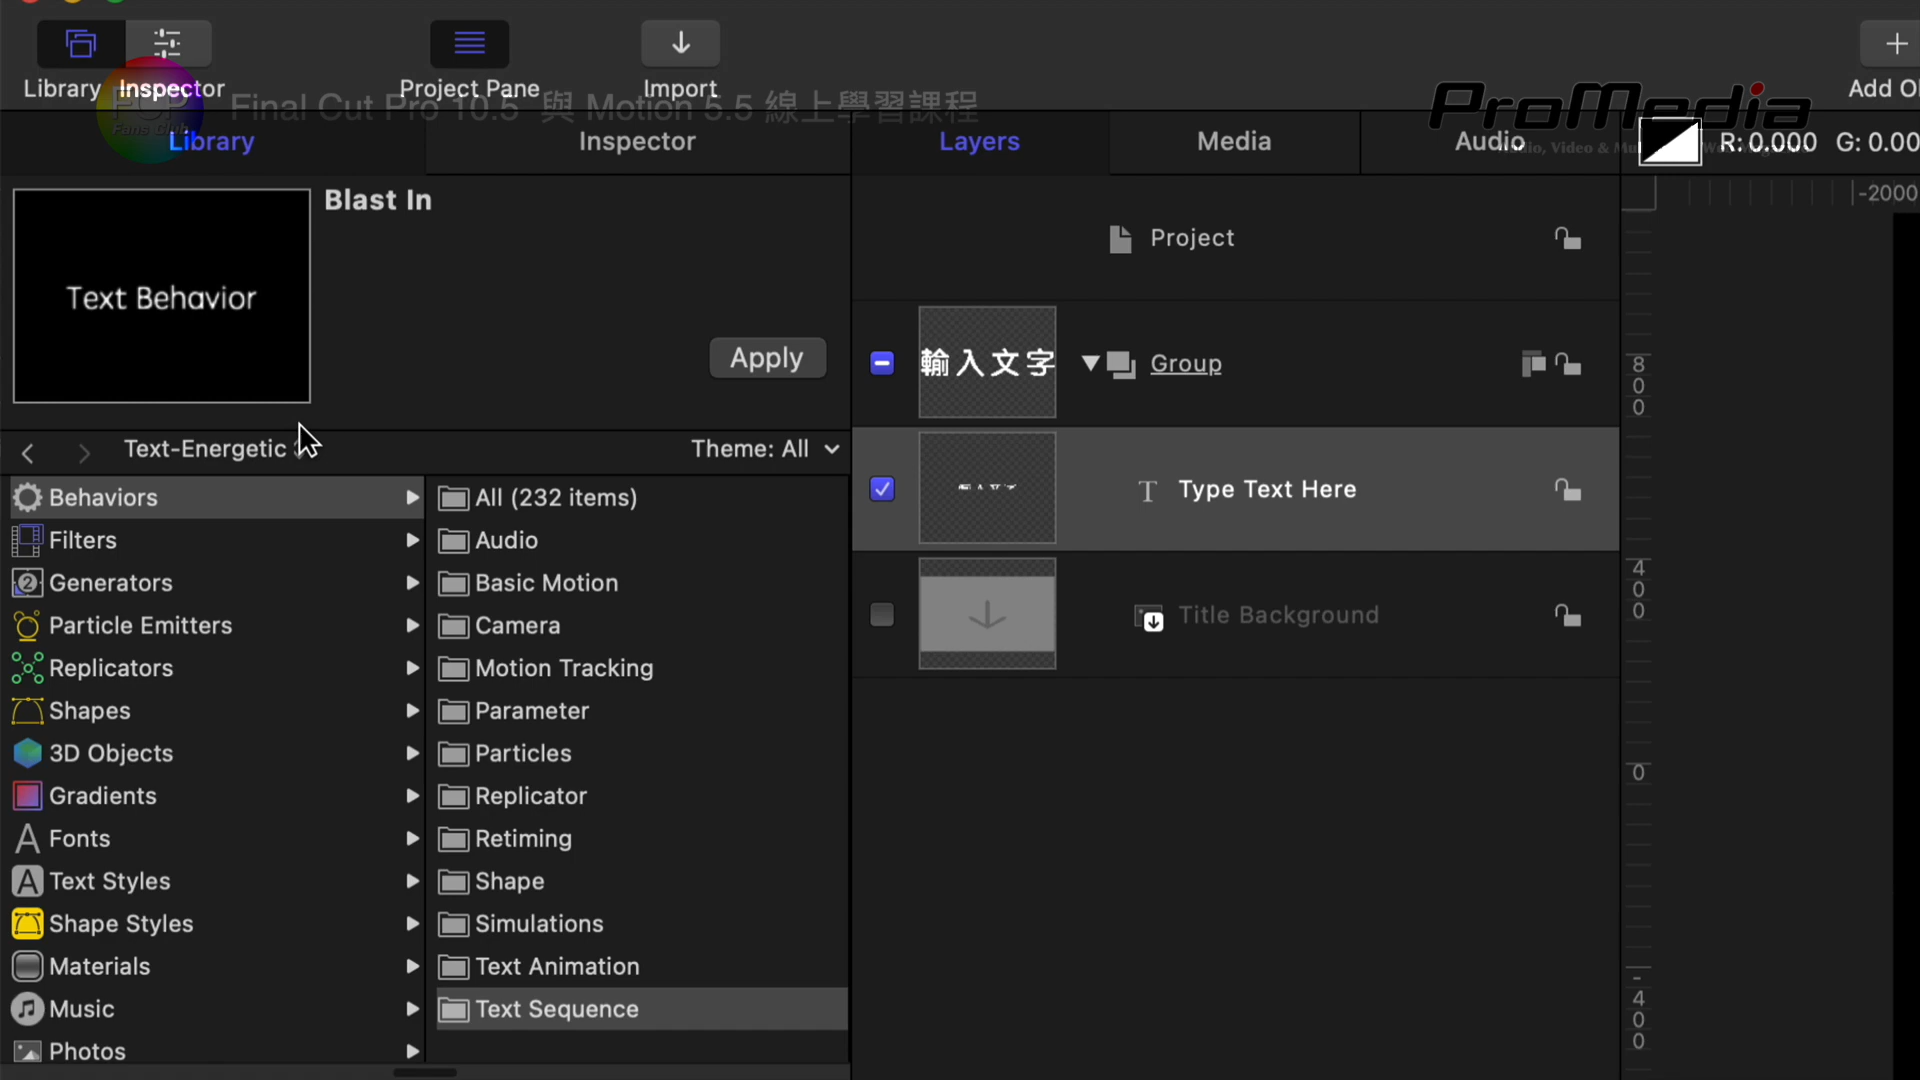 Library
Inspector
Project Pane
Import
Add O
FCP
Fans Club
Final Cut Pro 10.5 與 Motion 5.5 線上學習課程
ProMedia
Library
Inspector
Layers
Media
Audio
R: 0.000 G: 0.00
-2000
Blast In
Text Behavior
Apply
Text-Energetic
Theme: All
Behaviors
Filters
Generators
Particle Emitters
Replicators
Shapes
3D Objects
Gradients
Fonts
Text Styles
Shape Styles
Materials
Music
Photos
All (232 items)
Audio
Basic Motion
Camera
Motion Tracking
Parameter
Particles
Replicator
Retiming
Shape
Simulations
Text Animation
Text Sequence
Project
輸入文字
Group
Type Text Here
Title Background
800
400
0
-400